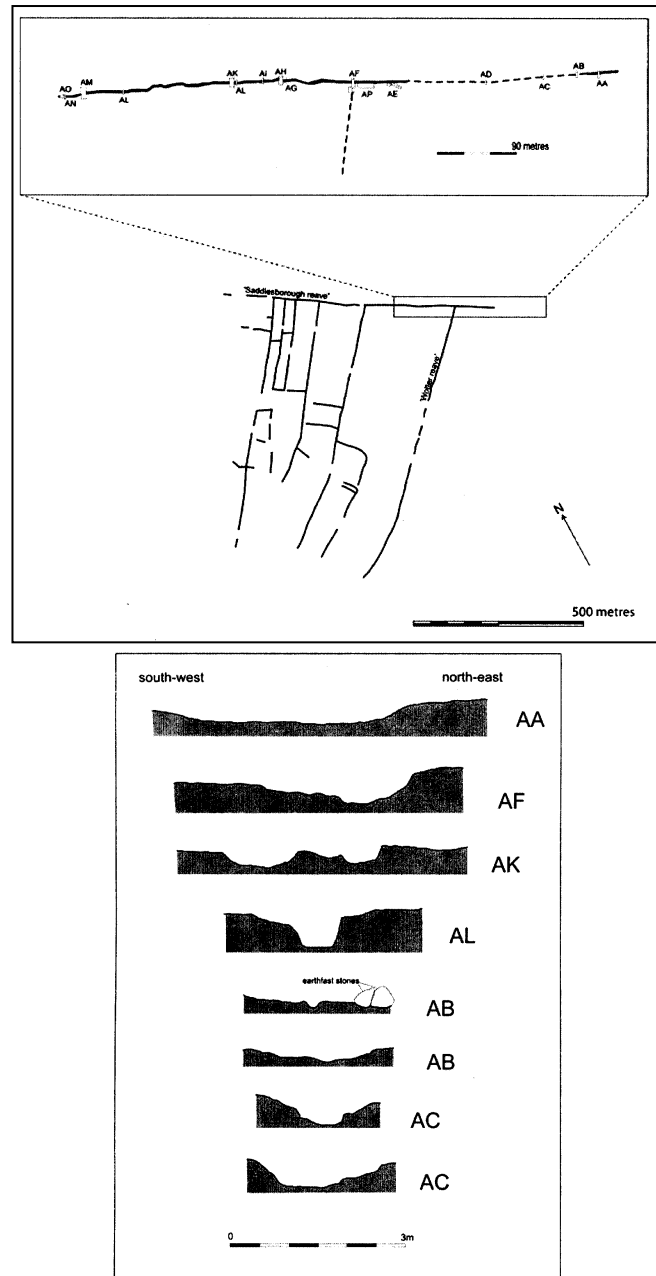 AO AM AK AI AH AF AD AB
AN AL AL AG AP AE AC AA
90 metres
'Saddlesborough reave'
'Wotter reave'
N
500 metres
south-west north-east
AA
AF
AK
AL
earthfast stones
AB
AB
AC
AC
0 3m